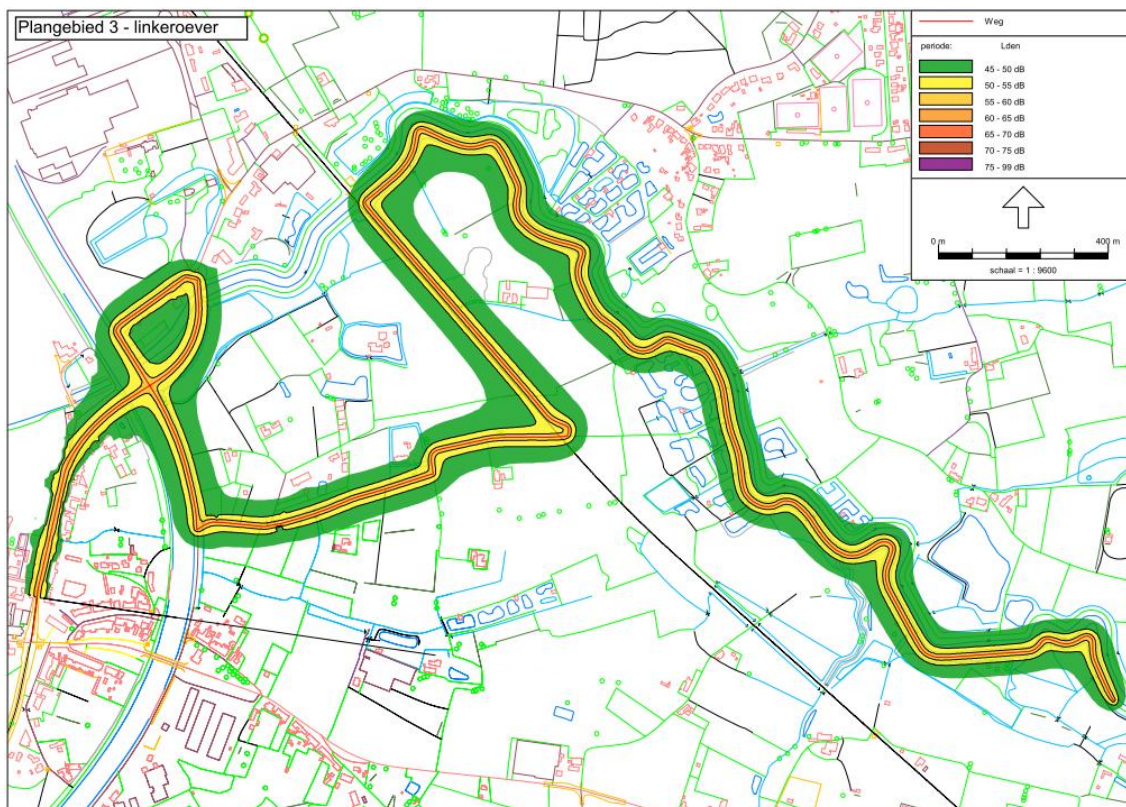 Plangebied 3 - linkeroever
Weg
periode: Lden
45 - 50 dB
50 - 55 dB
55 - 60 dB
60 - 65 dB
65 - 70 dB
70 - 75 dB
75 - 99 dB
0 m 400 m
schaal = 1 : 9600